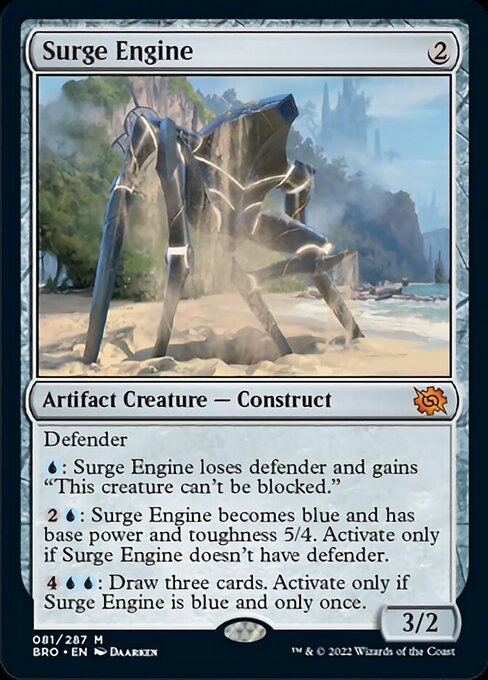 Surge Engine 2
Artifact Creature — Construct
Defender
: Surge Engine loses defender and gains
“This creature can't be blocked.”
2 : Surge Engine becomes blue and has
base power and toughness 5/4. Activate only
if Surge Engine doesn't have defender.
4 : Draw three cards. Activate only if
Surge Engine is blue and only once.
3/2
081/287 M
BRO • EN Daarken
™ & © 2022 Wizards of the Coast